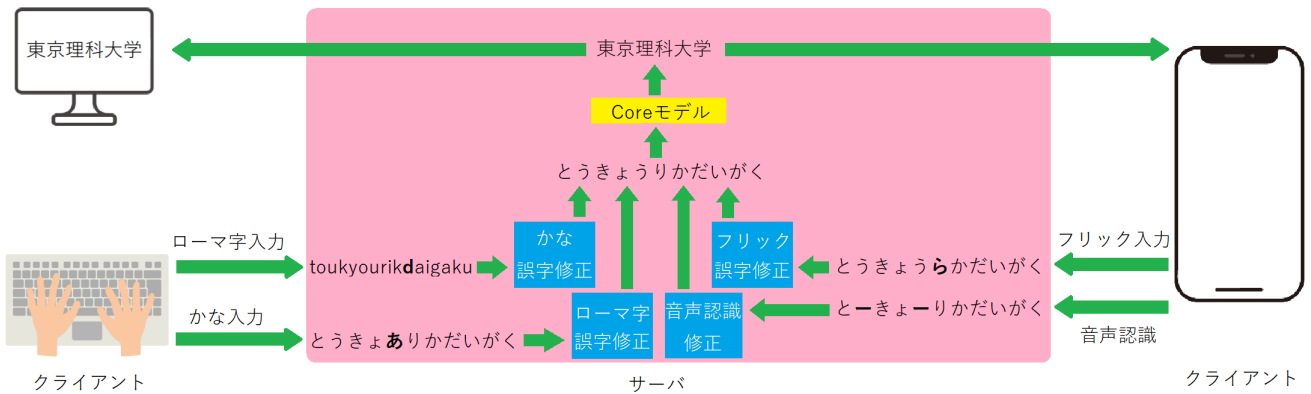 東京理科大学
東京理科大学
Coreモデル
とうきょうりかだいがく
ローマ字入力
toukyourikdaigaku
かな
誤字修正
フリック
誤字修正
とうきょうらかだいがく
フリック入力
かな入力
とうきょありかだいがく
ローマ字
誤字修正
音声認識
修正
とーきょーりかだいがく
音声認識
クライアント
サーバ
クライアント